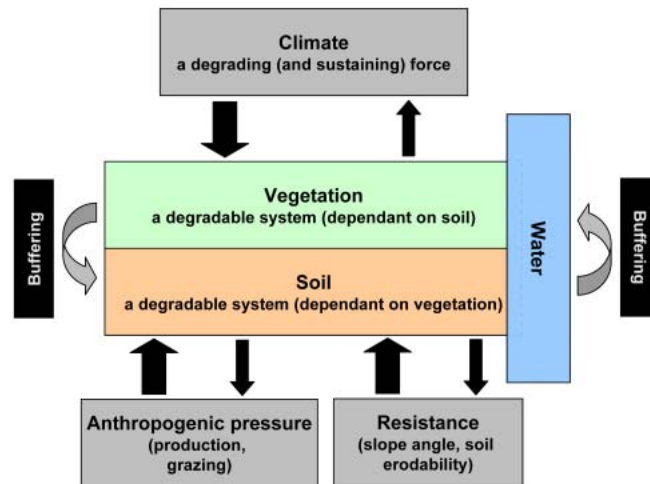 Climate
a degrading (and sustaining) force
Vegetation
a degradable system (dependant on soil)
Soil
a degradable system (dependant on vegetation)
Water
Buffering
Buffering
Anthropogenic pressure
(production,
grazing)
Resistance
(slope angle, soil
erodability)